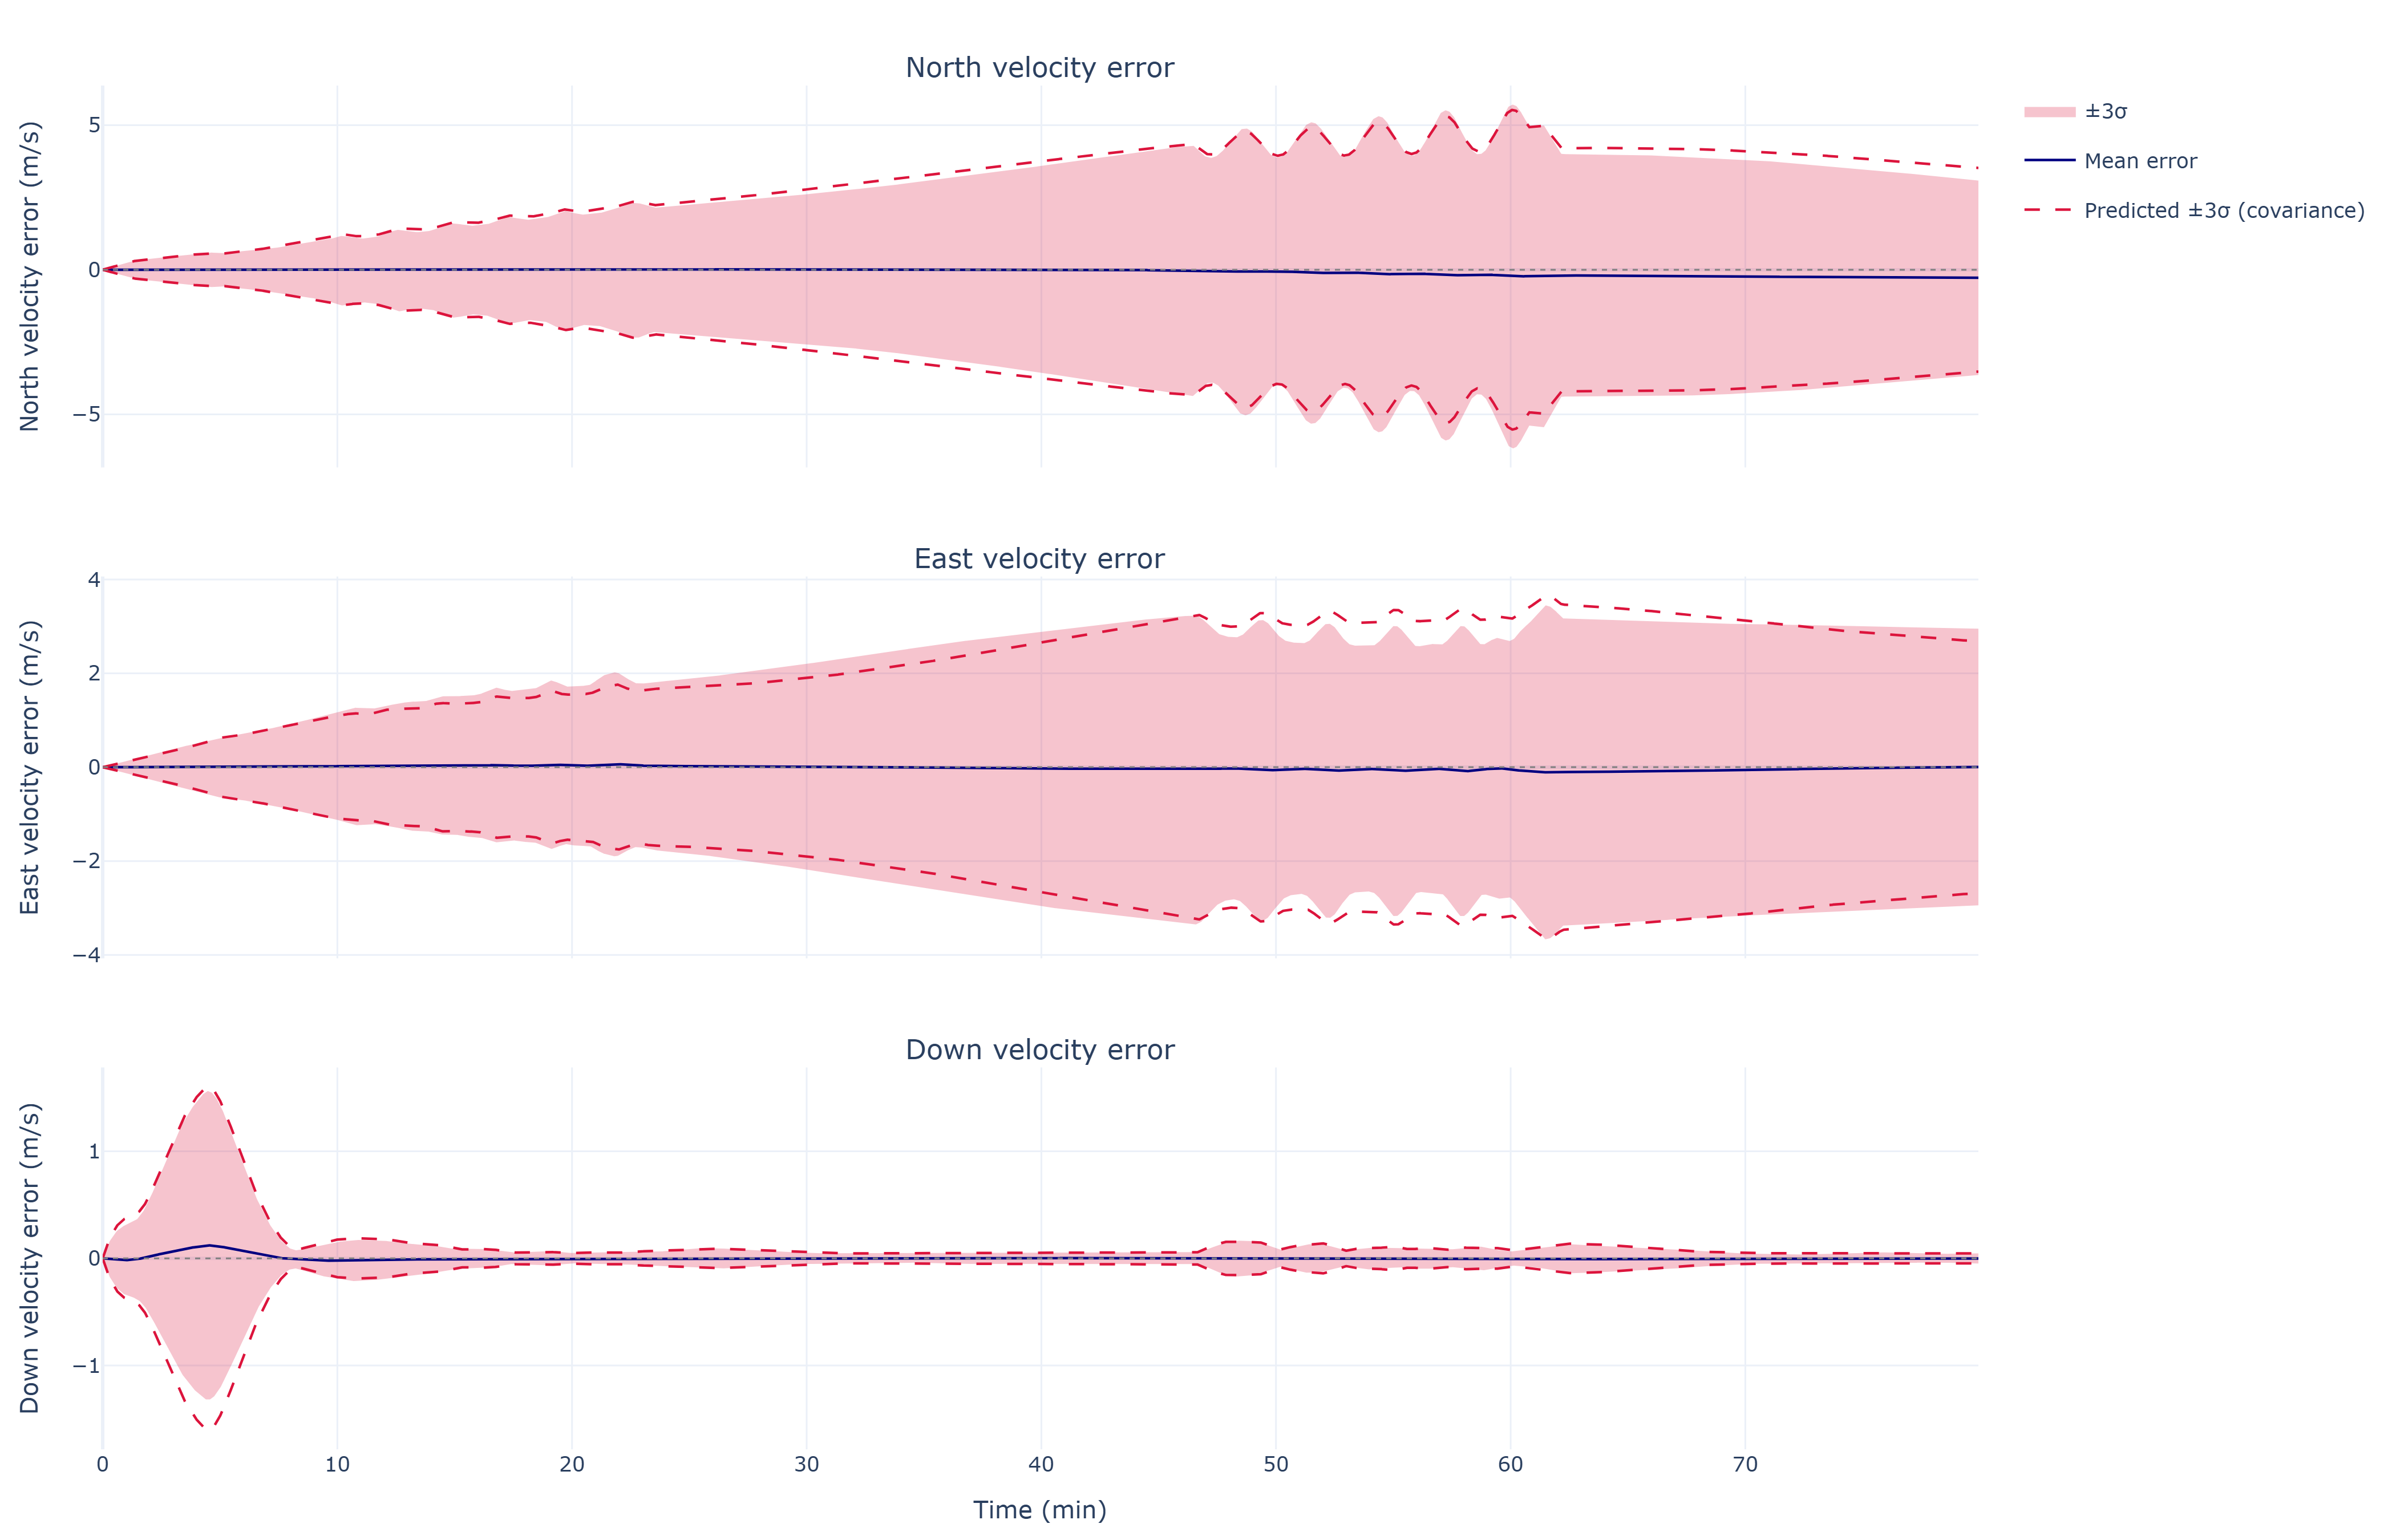 North velocity error
North velocity error (m/s)
5
0
−5
±3σ
Mean error
Predicted ±3σ (covariance)
East velocity error
East velocity error (m/s)
4
2
0
−2
−4
Down velocity error
Down velocity error (m/s)
1
0
−1
0 10 20 30 40 50 60 70
Time (min)